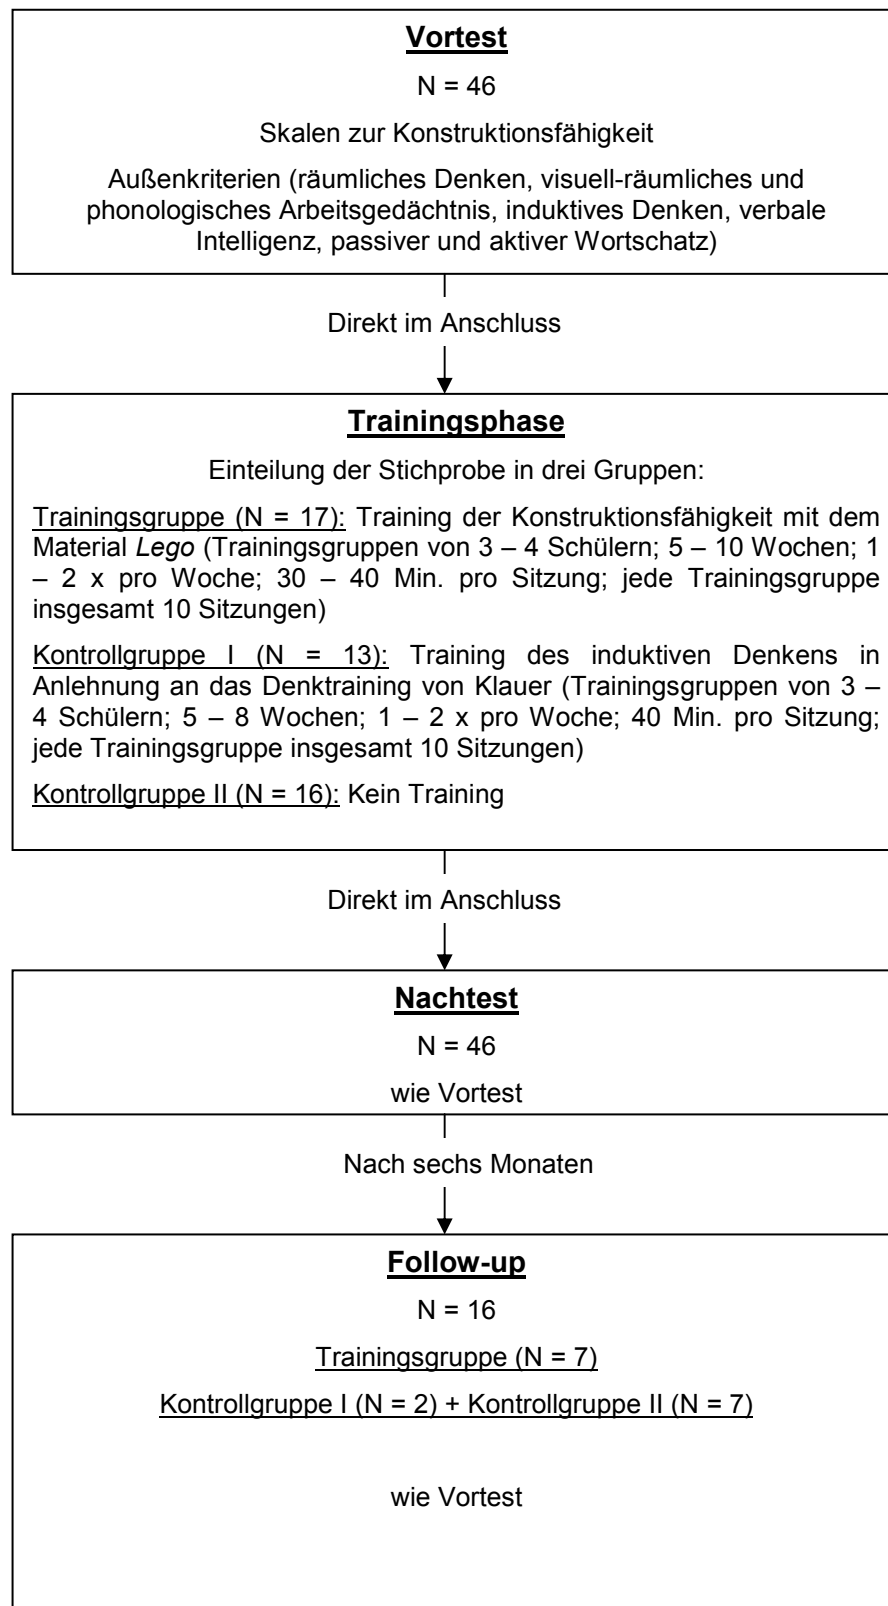 Vortest
N = 46
Skalen zur Konstruktionsfähigkeit
Außenkriterien (räumliches Denken, visuell-räumliches und
phonologisches Arbeitsgedächtnis, induktives Denken, verbale
Intelligenz, passiver und aktiver Wortschatz)
Direkt im Anschluss
Trainingsphase
Einteilung der Stichprobe in drei Gruppen:
Trainingsgruppe (N = 17): Training der Konstruktionsfähigkeit mit dem
Material Lego (Trainingsgruppen von 3 – 4 Schülern; 5 – 10 Wochen; 1
– 2 x pro Woche; 30 – 40 Min. pro Sitzung; jede Trainingsgruppe
insgesamt 10 Sitzungen)
Kontrollgruppe I (N = 13): Training des induktiven Denkens in
Anlehnung an das Denktraining von Klauer (Trainingsgruppen von 3 –
4 Schülern; 5 – 8 Wochen; 1 – 2 x pro Woche; 40 Min. pro Sitzung;
jede Trainingsgruppe insgesamt 10 Sitzungen)
Kontrollgruppe II (N = 16): Kein Training
Direkt im Anschluss
Nachtest
N = 46
wie Vortest
Nach sechs Monaten
Follow-up
N = 16
Trainingsgruppe (N = 7)
Kontrollgruppe I (N = 2) + Kontrollgruppe II (N = 7)
wie Vortest